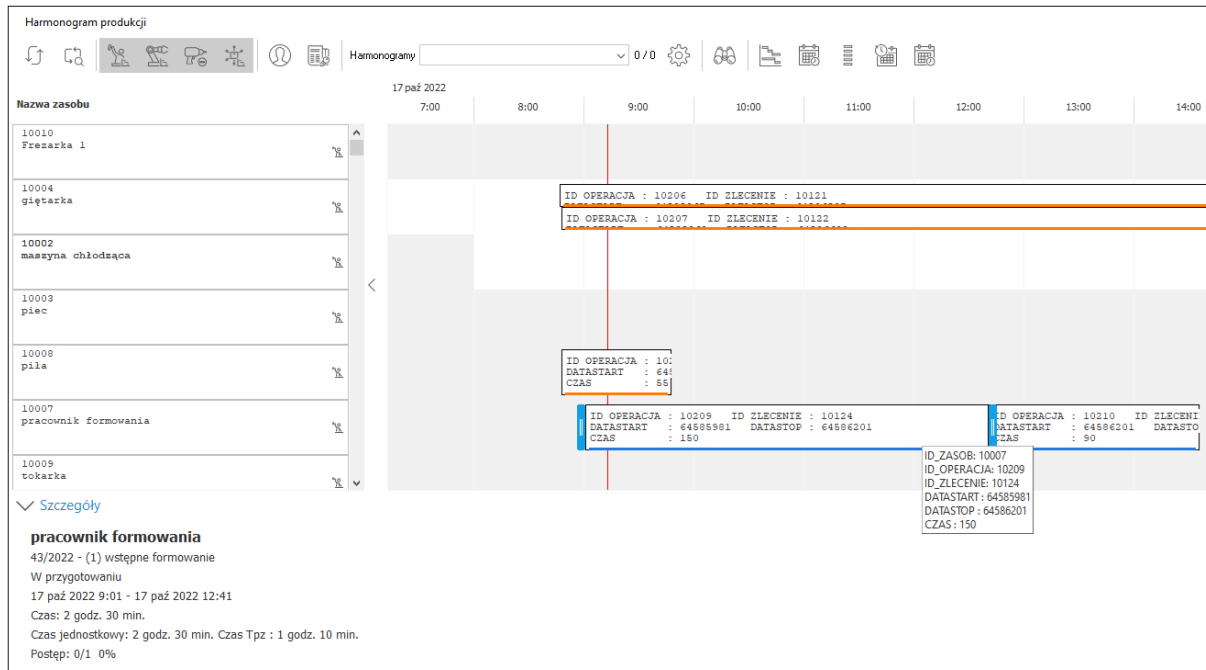 Harmonogram produkcji
Harmonogramy 0 / 0
17 paź 2022
Nazwa zasobu 7:00 8:00 9:00 10:00 11:00 12:00 13:00 14:00
10010
Frezarka 1
10004
giętarka
ID OPERACJA : 10206 ID ZLECENIE : 10121
ID OPERACJA : 10207 ID ZLECENIE : 10122
10002
maszyna chłodząca
10003
piec
10008
piła
ID OPERACJA : 102
DATASTART : 645
CZAS : 55
10007
pracownik formowania
ID OPERACJA : 10209 ID ZLECENIE : 10124
DATASTART : 64585981 DATASTOP : 64586201
CZAS : 150
ID OPERACJA : 10210 ID ZLECENI
DATASTART : 64586201 DATASTO
CZAS : 90
ID_ZASOB: 10007
ID_OPERACJA: 10209
ID_ZLECENIE: 10124
DATASTART : 64585981
DATASTOP : 64586201
CZAS : 150
10009
tokarka
Szczegóły
pracownik formowania
43/2022 - (1) wstępne formowanie
W przygotowaniu
17 paź 2022 9:01 - 17 paź 2022 12:41
Czas: 2 godz. 30 min.
Czas jednostkowy: 2 godz. 30 min. Czas Tpz : 1 godz. 10 min.
Postęp: 0/1 0%